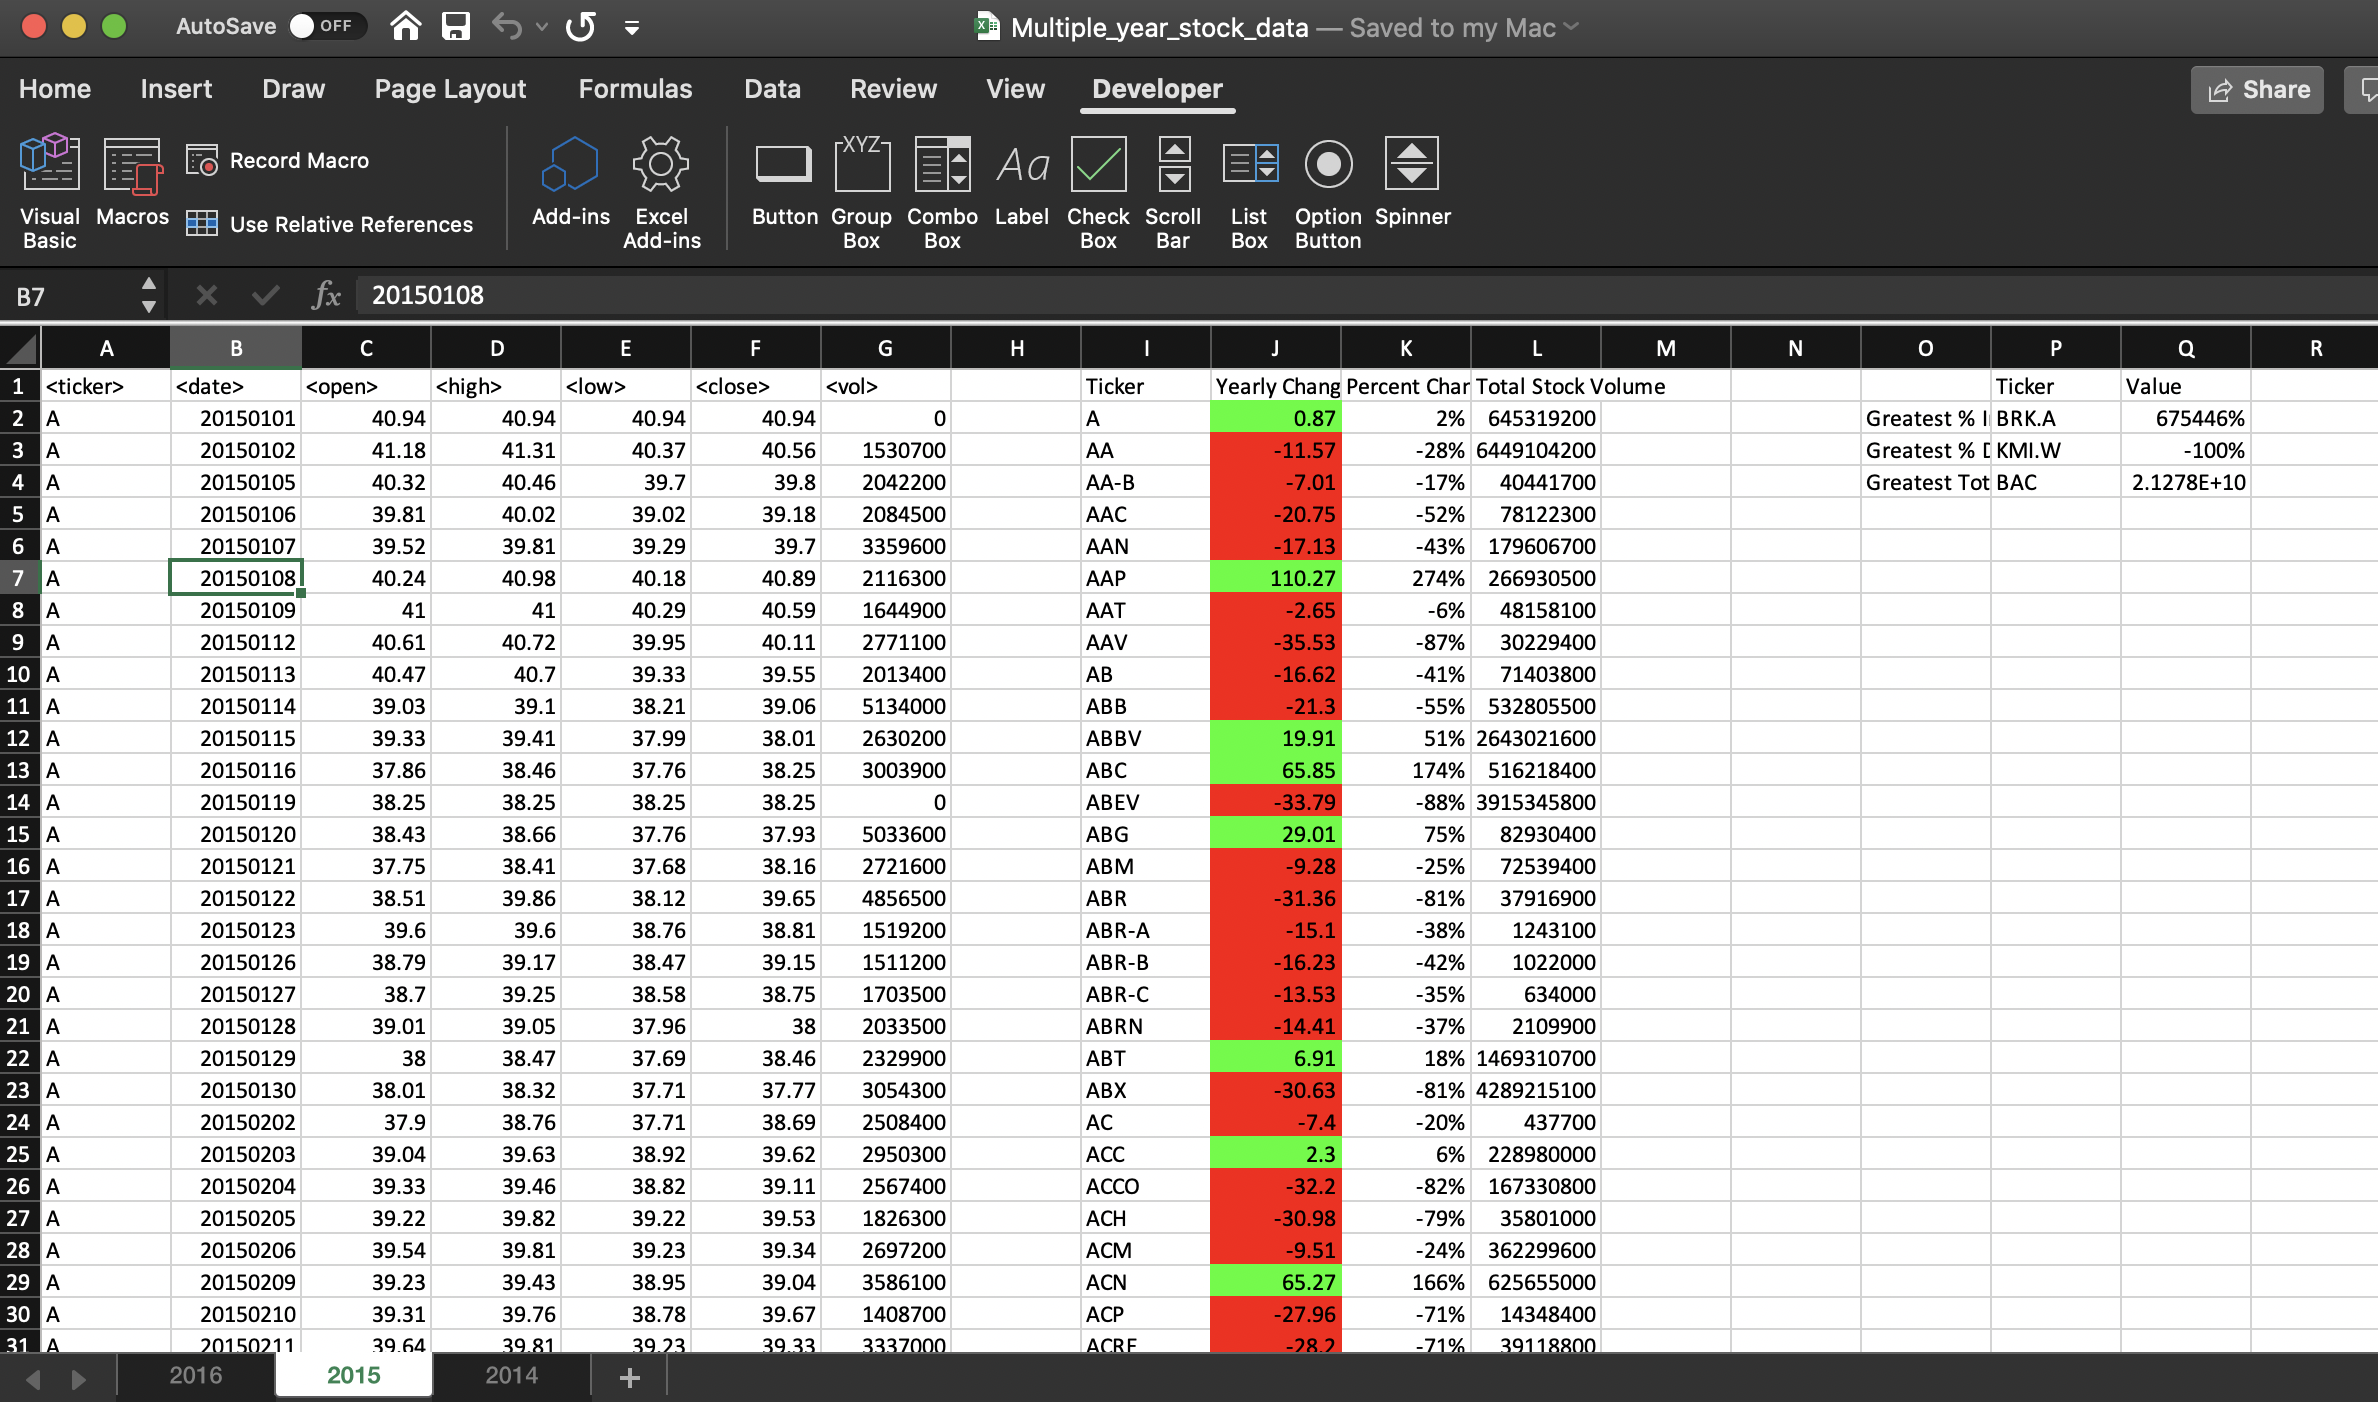 AutoSave OFF Multiple_year_stock_data — Saved to my Mac
Home Insert Draw Page Layout Formulas Data Review View Developer Share
Visual Basic Macros Record Macro Use Relative References Add-ins Excel Add-ins Button XYZ Group Box Combo Box Aa Label Check Box Scroll Bar List Box Option Button Spinner
B7 fx 20150108
A B C D E F G H I J K L M N O P Q R
1 <ticker> <date> <open> <high> <low> <close> <vol> Ticker Yearly Chang Percent Char Total Stock Volume Ticker Value
2 A 20150101 40.94 40.94 40.94 40.94 0 A 0.87 2% 645319200 Greatest % I BRK.A 675446%
3 A 20150102 41.18 41.31 40.37 40.56 1530700 AA -11.57 -28% 6449104200 Greatest % D KMI.W -100%
4 A 20150105 40.32 40.46 39.7 39.8 2042200 AA-B -7.01 -17% 40441700 Greatest Tot BAC 2.1278E+10
5 A 20150106 39.81 40.02 39.02 39.18 2084500 AAC -20.75 -52% 78122300
6 A 20150107 39.52 39.81 39.29 39.7 3359600 AAN -17.13 -43% 179606700
7 A 20150108 40.24 40.98 40.18 40.89 2116300 AAP 110.27 274% 266930500
8 A 20150109 41 41 40.29 40.59 1644900 AAT -2.65 -6% 48158100
9 A 20150112 40.61 40.72 39.95 40.11 2771100 AAV -35.53 -87% 30229400
10 A 20150113 40.47 40.7 39.33 39.55 2013400 AB -16.62 -41% 71403800
11 A 20150114 39.03 39.1 38.21 39.06 5134000 ABB -21.3 -55% 532805500
12 A 20150115 39.33 39.41 37.99 38.01 2630200 ABBV 19.91 51% 2643021600
13 A 20150116 37.86 38.46 37.76 38.25 3003900 ABC 65.85 174% 516218400
14 A 20150119 38.25 38.25 38.25 38.25 0 ABEV -33.79 -88% 3915345800
15 A 20150120 38.43 38.66 37.76 37.93 5033600 ABG 29.01 75% 82930400
16 A 20150121 37.75 38.41 37.68 38.16 2721600 ABM -9.28 -25% 72539400
17 A 20150122 38.51 39.86 38.12 39.65 4856500 ABR -31.36 -81% 37916900
18 A 20150123 39.6 39.6 38.76 38.81 1519200 ABR-A -15.1 -38% 1243100
19 A 20150126 38.79 39.17 38.47 39.15 1511200 ABR-B -16.23 -42% 1022000
20 A 20150127 38.7 39.25 38.58 38.75 1703500 ABR-C -13.53 -35% 634000
21 A 20150128 39.01 39.05 37.96 38 2033500 ABRN -14.41 -37% 2109900
22 A 20150129 38 38.47 37.69 38.46 2329900 ABT 6.91 18% 1469310700
23 A 20150130 38.01 38.32 37.71 37.77 3054300 ABX -30.63 -81% 4289215100
24 A 20150202 37.9 38.76 37.71 38.69 2508400 AC -7.4 -20% 437700
25 A 20150203 39.04 39.63 38.92 39.62 2950300 ACC 2.3 6% 228980000
26 A 20150204 39.33 39.46 38.82 39.11 2567400 ACCO -32.2 -82% 167330800
27 A 20150205 39.22 39.82 39.22 39.53 1826300 ACH -30.98 -79% 35801000
28 A 20150206 39.54 39.81 39.23 39.34 2697200 ACM -9.51 -24% 362299600
29 A 20150209 39.23 39.43 38.95 39.04 3586100 ACN 65.27 166% 625655000
30 A 20150210 39.31 39.76 38.78 39.67 1408700 ACP -27.96 -71% 14348400
31 A 20150211 39.64 39.81 39.23 39.33 3337000 ACRE -28.2 -71% 39118800
2016 2015 2014 +